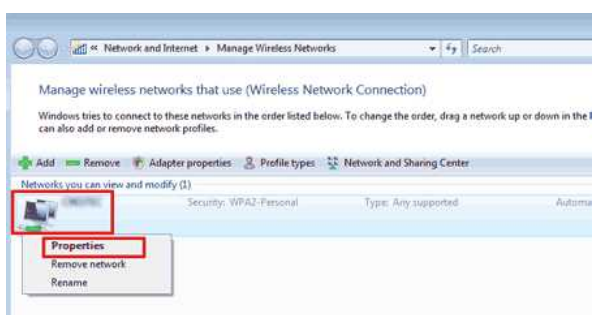 « Network and Internet ▸ Manage Wireless Networks
Search
Manage wireless networks that use (Wireless Network Connection)
Windows tries to connect to these networks in the order listed below. To change the order, drag a network up or down in the
can also add or remove network profiles.
Add Remove Adapter properties Profile types Network and Sharing Center
Networks you can view and modify (1)
Security: WPA2-Personal Type: Any supported
Properties
Remove network
Rename